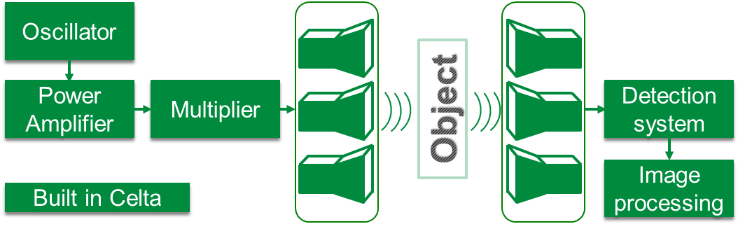 Oscillator
Power
Amplifier
Multiplier
Object
Detection
system
Image
processing
Built in Celta